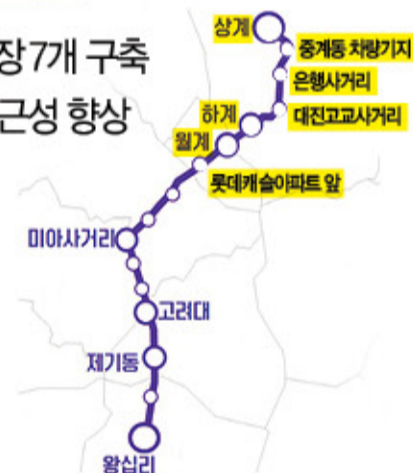 장 7개 구축
근성 향상
상계
중계동 차량기지
은행사거리
대진고교사거리
하계
월계
롯데캐슬아파트 앞
미아사거리
고려대
제기동
왕십리